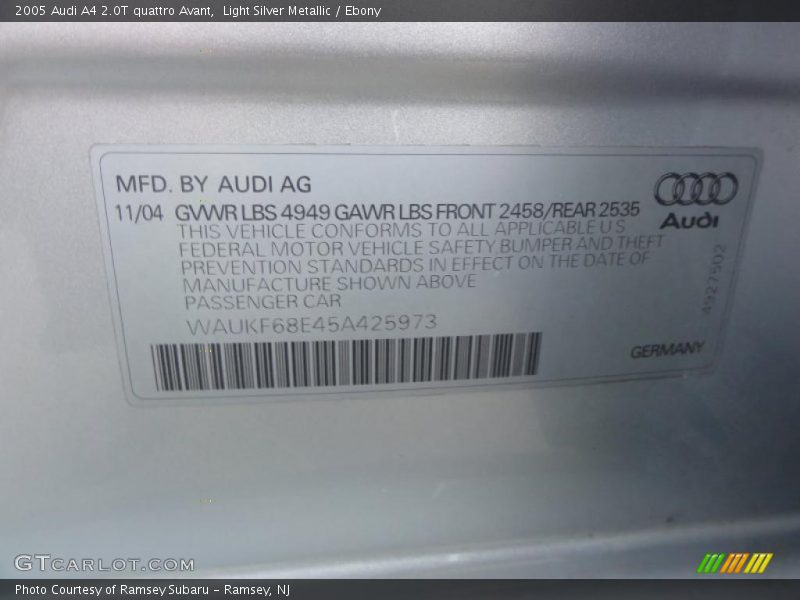 2005 Audi A4 2.0T quattro Avant, Light Silver Metallic / Ebony
MFD. BY AUDI AG
11/04 GVWR LBS 4949 GAWR LBS FRONT 2458/REAR 2535
THIS VEHICLE CONFORMS TO ALL APPLICABLE U S
FEDERAL MOTOR VEHICLE SAFETY BUMPER AND THEFT
PREVENTION STANDARDS IN EFFECT ON THE DATE OF
MANUFACTURE SHOWN ABOVE
PASSENGER CAR
WAUKF68E45A425973
Audi
4927502
GERMANY
GTCARLOT.COM
Photo Courtesy of Ramsey Subaru - Ramsey, NJ